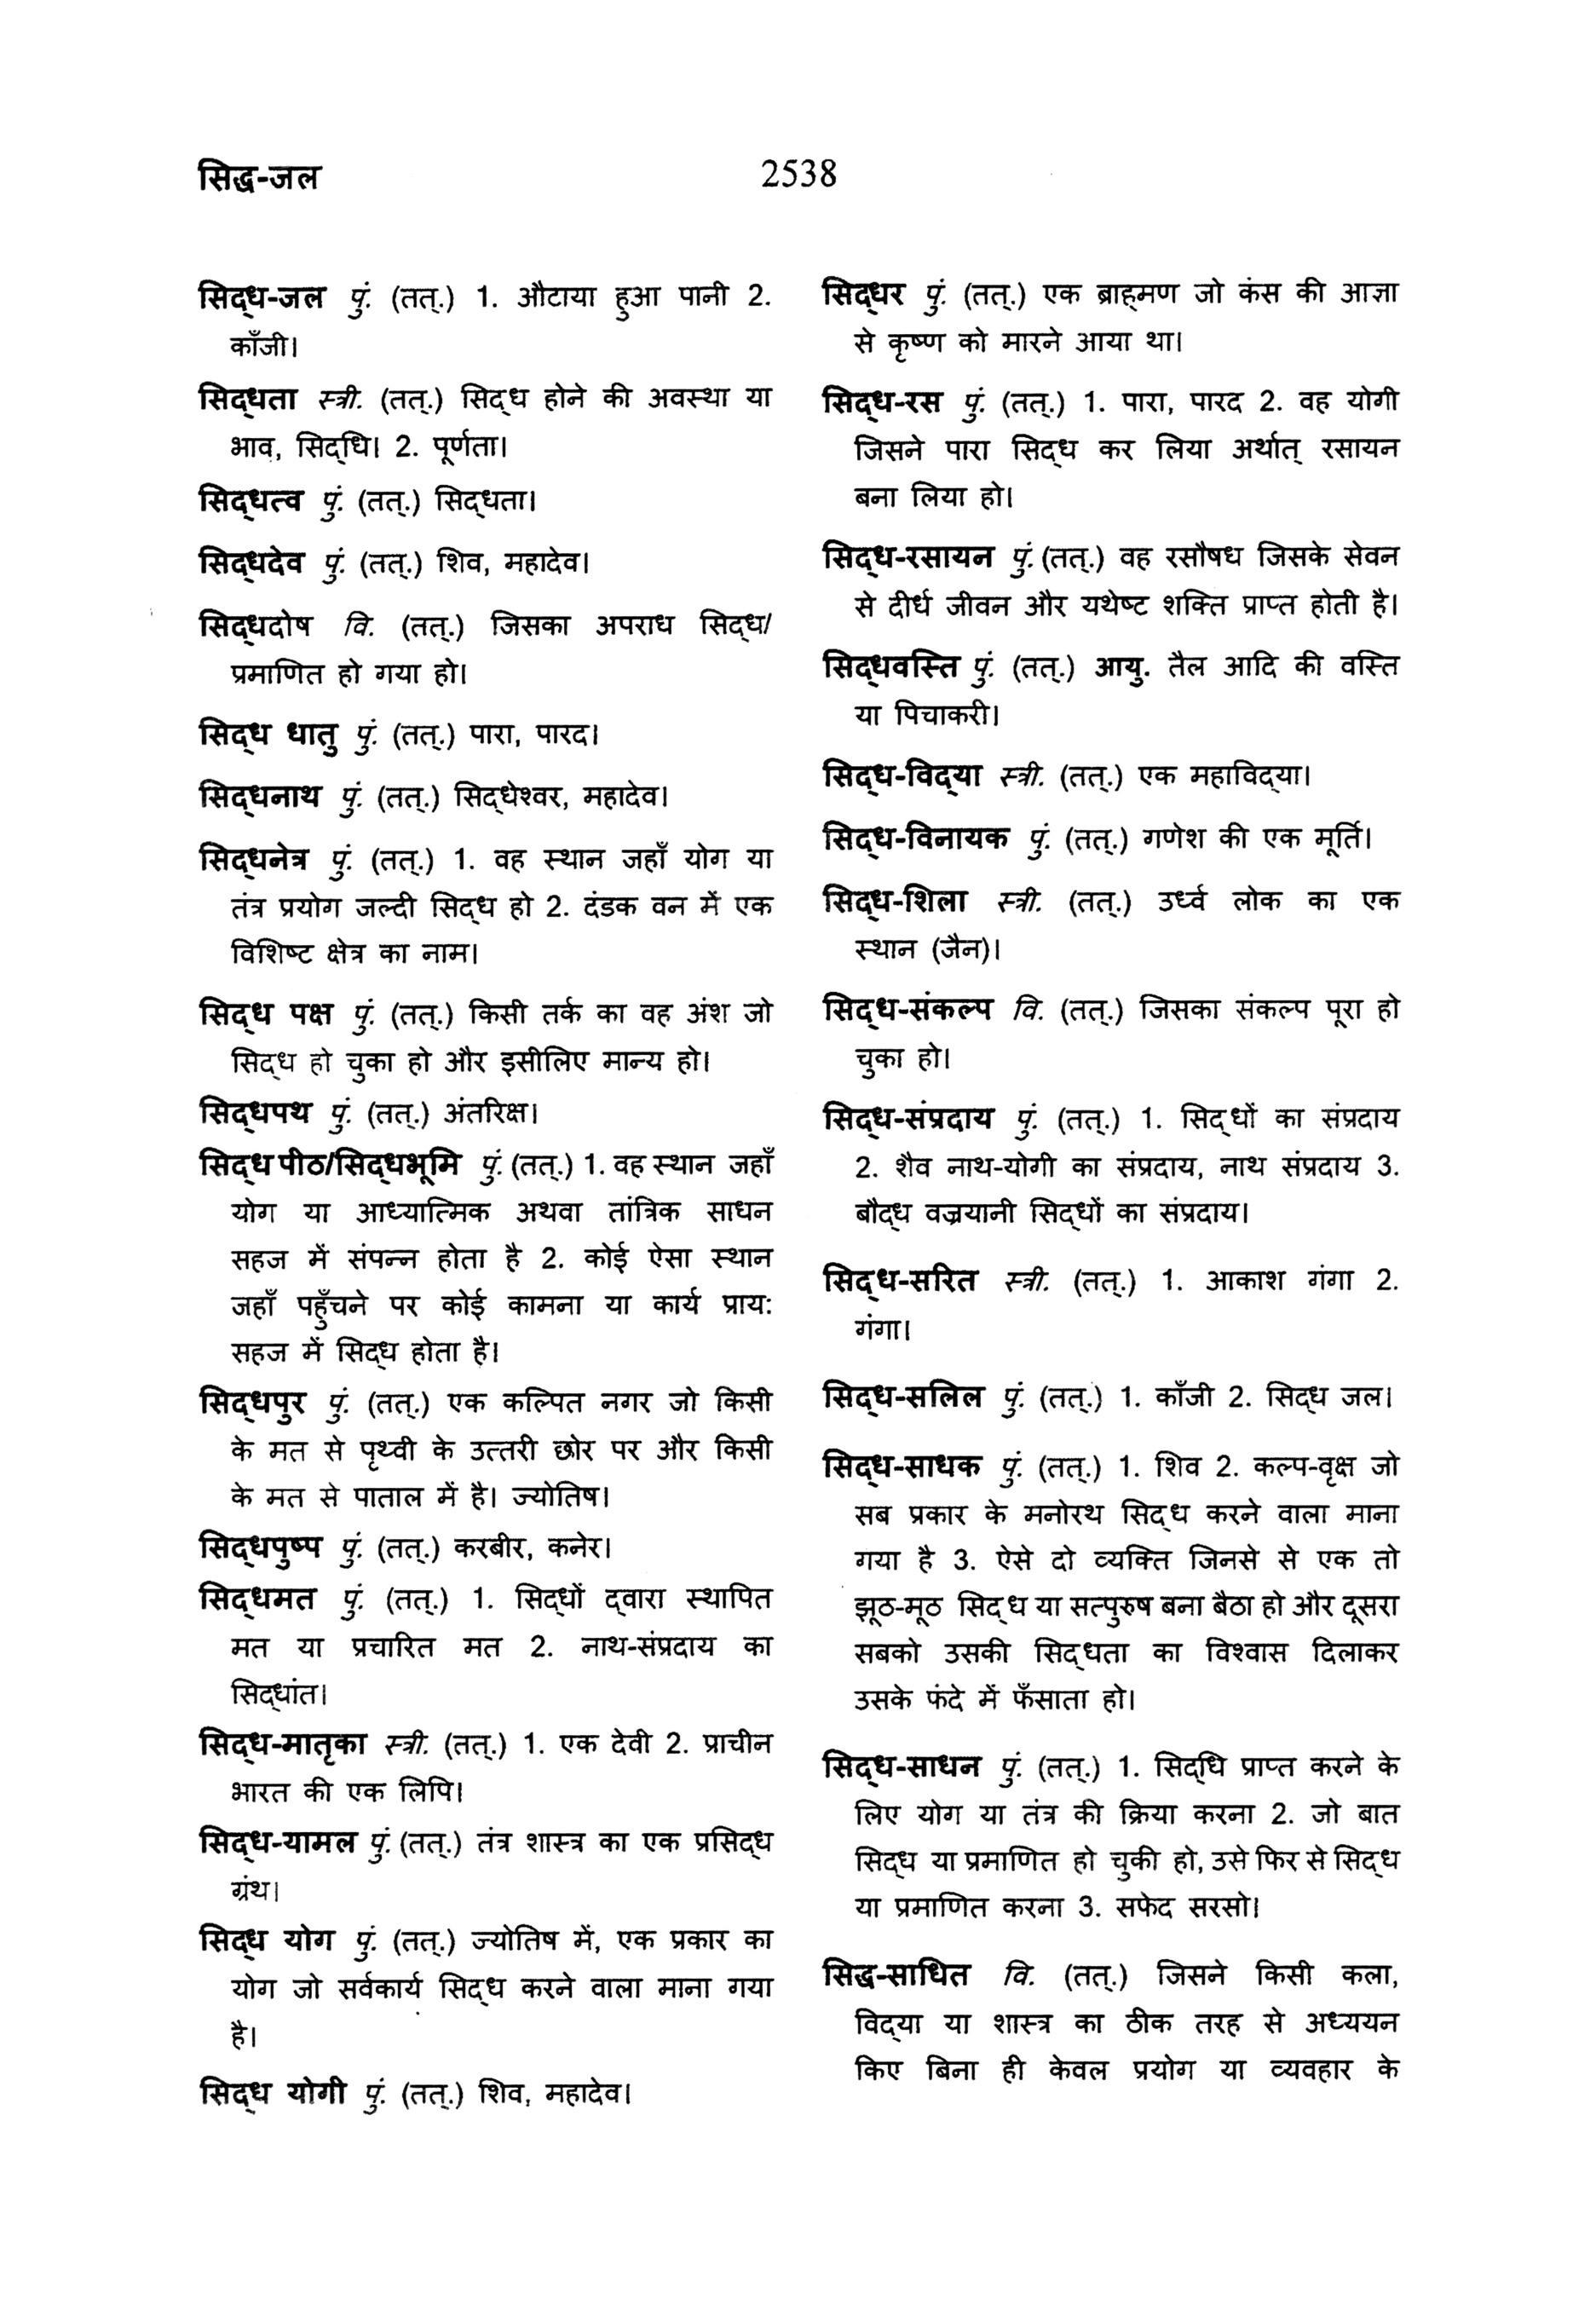 सिद्ध-जल
2538
सिद्ध-जल पुं. (तत्.) 1. औटाया हुआ पानी 2.
काँजी।
सिद्धता स्त्री. (तत्.) सिद्ध होने की अवस्था या
भाव, सिद्धि। 2. पूर्णता।
सिद्धत्व पुं. (तत्.) सिद्धता।
सिद्धदेव पुं. (तत्.) शिव, महादेव।
सिद्धदोष वि. (तत्.) जिसका अपराध सिद्ध/
प्रमाणित हो गया हो।
सिद्ध धातु पुं. (तत्.) पारा, पारद।
सिद्धनाथ पुं. (तत्.) सिद्धेश्वर, महादेव।
सिद्धनेत्र पुं. (तत्.) 1. वह स्थान जहाँ योग या
तंत्र प्रयोग जल्दी सिद्ध हो 2. दंडक वन में एक
विशिष्ट क्षेत्र का नाम।
सिद्ध पक्ष पुं. (तत्.) किसी तर्क का वह अंश जो
सिद्ध हो चुका हो और इसीलिए मान्य हो।
सिद्धपथ पुं. (तत्.) अंतरिक्ष।
सिद्ध पीठ/सिद्धभूमि पुं. (तत्.) 1. वह स्थान जहाँ
योग या आध्यात्मिक अथवा तांत्रिक साधन
सहज में संपन्न होता है 2. कोई ऐसा स्थान
जहाँ पहुँचने पर कोई कामना या कार्य प्राय:
सहज में सिद्ध होता है।
सिद्धपुर पुं. (तत्.) एक कल्पित नगर जो किसी
के मत से पृथ्वी के उत्तरी छोर पर और किसी
के मत से पाताल में है। ज्योतिष।
सिद्धपुष्प पुं. (तत्.) करबीर, कनेर।
सिद्धमत पुं. (तत्.) 1. सिद्धों द्वारा स्थापित
मत या प्रचारित मत 2. नाथ-संप्रदाय का
सिद्धांत।
सिद्ध-मातृका स्त्री. (तत्.) 1. एक देवी 2. प्राचीन
भारत की एक लिपि।
सिद्ध-यामल पुं. (तत्.) तंत्र शास्त्र का एक प्रसिद्ध
ग्रंथ।
सिद्ध योग पुं. (तत्.) ज्योतिष में, एक प्रकार का
योग जो सर्वकार्य सिद्ध करने वाला माना गया
है।
सिद्ध योगी पुं. (तत्.) शिव, महादेव।
सिद्धर पुं. (तत्.) एक ब्राह्मण जो कंस की आज्ञा
से कृष्ण को मारने आया था।
सिद्ध-रस पुं. (तत्.) 1. पारा, पारद 2. वह योगी
जिसने पारा सिद्ध कर लिया अर्थात् रसायन
बना लिया हो।
सिद्ध-रसायन पुं. (तत्.) वह रसौषध जिसके सेवन
से दीर्ध जीवन और यथेष्ट शक्ति प्राप्त होती है।
सिद्धवस्ति पुं. (तत्.) आयु. तैल आदि की वस्ति
या पिचाकरी।
सिद्ध-विद्या स्त्री. (तत्.) एक महाविद्या।
सिद्ध-विनायक पुं. (तत्.) गणेश की एक मूर्ति।
सिद्ध-शिला स्त्री. (तत्.) उर्ध्व लोक का एक
स्थान (जैन)।
सिद्ध-संकल्प वि. (तत्.) जिसका संकल्प पूरा हो
चुका हो।
सिद्ध-संप्रदाय पुं. (तत्.) 1. सिद्धों का संप्रदाय
2. शैव नाथ-योगी का संप्रदाय, नाथ संप्रदाय 3.
बौद्ध वज्रयानी सिद्धों का संप्रदाय।
सिद्ध-सरित स्त्री. (तत्.) 1. आकाश गंगा 2.
गंगा।
सिद्ध-सलिल पुं. (तत्.) 1. काँजी 2. सिद्ध जल।
सिद्ध-साधक पुं. (तत्.) 1. शिव 2. कल्प-वृक्ष जो
सब प्रकार के मनोरथ सिद्ध करने वाला माना
गया है 3. ऐसे दो व्यक्ति जिनसे से एक तो
झूठ-मूठ सिद्ध या सत्पुरुष बना बैठा हो और दूसरा
सबको उसकी सिद्धता का विश्वास दिलाकर
उसके फंदे में फँसाता हो।
सिद्ध-साधन पुं. (तत्.) 1. सिद्धि प्राप्त करने के
लिए योग या तंत्र की क्रिया करना 2. जो बात
सिद्ध या प्रमाणित हो चुकी हो, उसे फिर से सिद्ध
या प्रमाणित करना 3. सफेद सरसो।
सिद्ध-साधित वि. (तत्.) जिसने किसी कला,
विद्या या शास्त्र का ठीक तरह से अध्ययन
किए बिना ही केवल प्रयोग या व्यवहार के